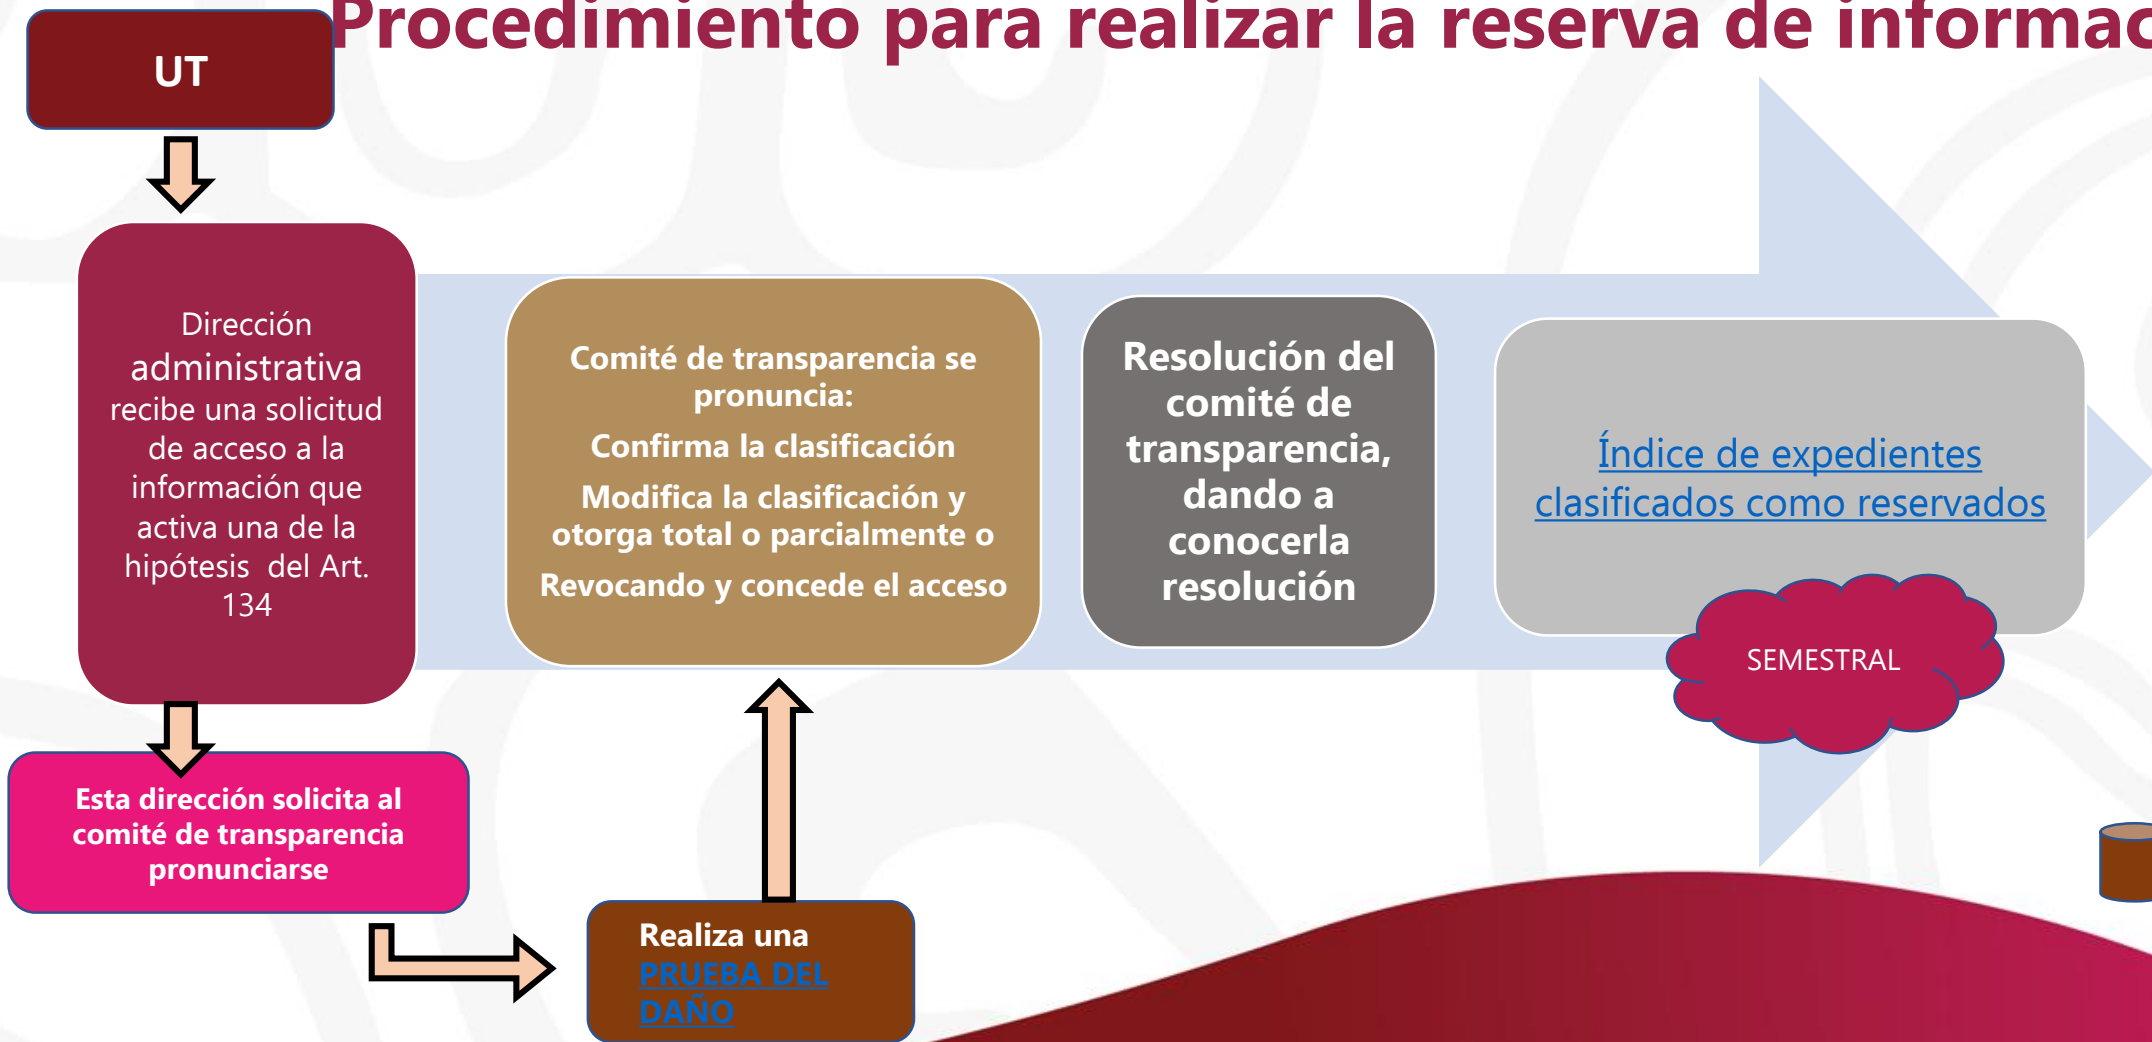 Procedimiento para realizar la reserva de informac
UT
Dirección
administrativa
recibe una solicitud
de acceso a la
información que
activa una de la
hipótesis  del Art.
134
Esta dirección solicita al
comité de transparencia
pronunciarse
Realiza una
PRUEBA DEL
DAÑO
Comité de transparencia se
pronuncia:
Confirma la clasificación
Modifica la clasificación y
otorga total o parcialmente o
Revocando y concede el acceso
Resolución del
comité de
transparencia,
dando a
conocerla
resolución
Índice de expedientes
clasificados como reservados
SEMESTRAL